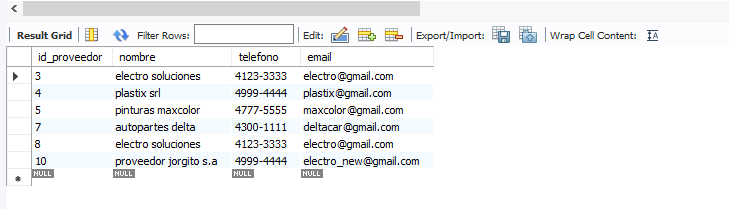 Result Grid Filter Rows: Edit: Export/Import: Wrap Cell Content: IA
id_proveedor nombre telefono email
3 electro soluciones 4123-3333 electro@gmail.com
4 plastix srl 4999-4444 plastix@gmail.com
5 pinturas maxcolor 4777-5555 maxcolor@gmail.com
7 autopartes delta 4300-1111 deltacar@gmail.com
8 electro soluciones 4123-3333 electro@gmail.com
10 proveedor jorgito s.a 4999-4444 electro_new@gmail.com
NULL NULL NULL NULL